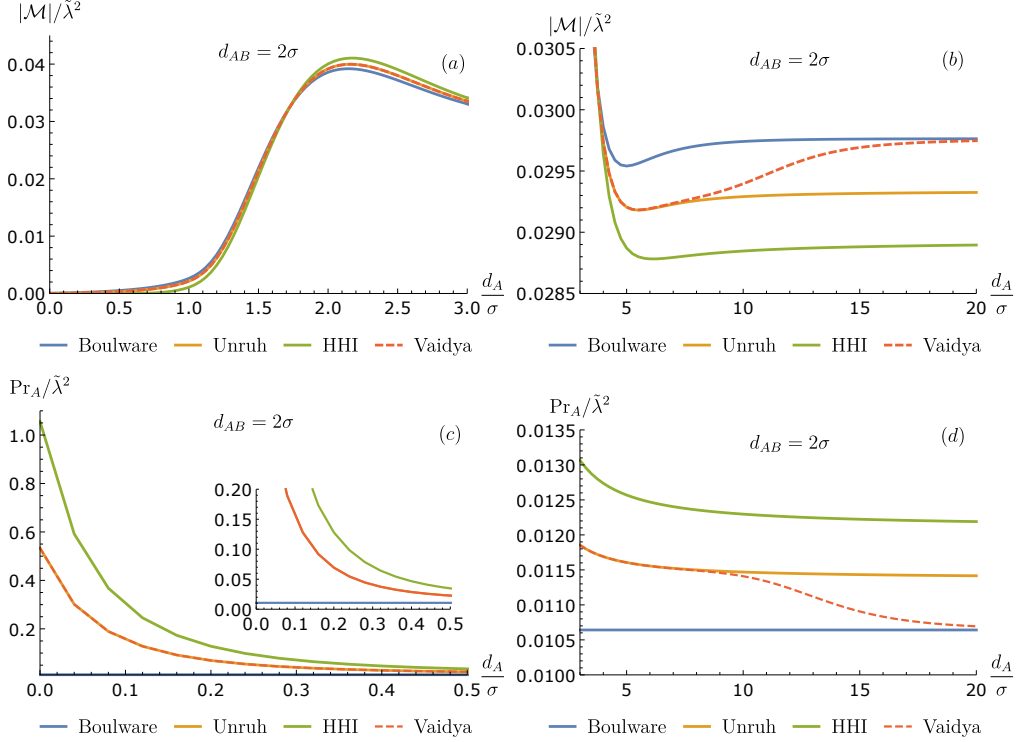 |ℳ|/λ̃²
d_AB = 2σ
(a)
0.04
0.03
0.02
0.01
0.00
0.0 0.5 1.0 1.5 2.0 2.5 3.0
d_A/σ
Boulware Unruh HHI Vaidya
|ℳ|/λ̃²
d_AB = 2σ
(b)
0.0305
0.0300
0.0295
0.0290
0.0285
5 10 15 20
d_A/σ
Boulware Unruh HHI Vaidya
Pr_A/λ̃²
d_AB = 2σ
(c)
1.0
0.8
0.6
0.4
0.2
0.20
0.15
0.10
0.05
0.00
0.0 0.1 0.2 0.3 0.4 0.5
0.0 0.1 0.2 0.3 0.4 0.5
d_A/σ
Boulware Unruh HHI Vaidya
Pr_A/λ̃²
d_AB = 2σ
(d)
0.0135
0.0130
0.0125
0.0120
0.0115
0.0110
0.0105
0.0100
5 10 15 20
d_A/σ
Boulware Unruh HHI Vaidya